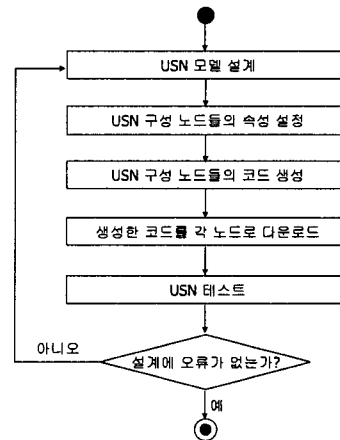 USN 모델 설계
USN 구성 노드들의 속성 설정
USN 구성 노드들의 코드 생성
생성한 코드를 각 노드로 다운로드
USN 테스트
아니오
설계에 오류가 없는가?
예